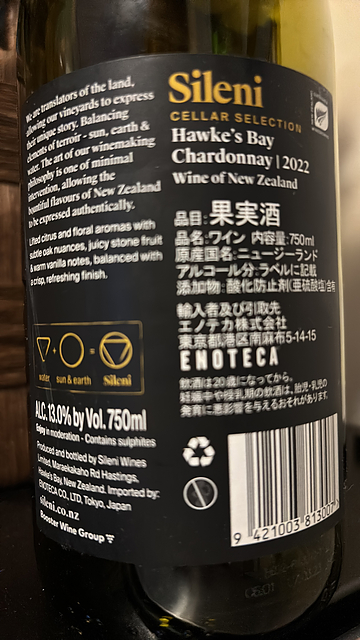 We are translators of the land,
allowing our vineyards to express
their unique story. Balancing
elements of terroir - sun, earth &
water. The art of our winemaking
philosophy is one of minimal
intervention, allowing the
beautiful flavours of New Zealand
to be expressed authentically.
Lifted citrus and floral aromas with
subtle oak nuances, juicy stone fruit
& warm vanilla notes, balanced with
a crisp, refreshing finish.
water + sun & earth = Sileni
ALC. 13.0% by Vol. 750ml
Enjoy in moderation - Contains sulphites
Produced and bottled by Sileni Wines
Limited, Maraekakaho Rd Hastings,
Hawke's Bay, New Zealand. Imported by:
ENOTECA CO., LTD, Tokyo, Japan
sileni.co.nz
Booster Wine Group
Sileni
CELLAR SELECTION
Hawke's Bay
Chardonnay | 2022
Wine of New Zealand
品目: 果実酒
品名:ワイン 内容量:750ml
原産国名:ニュージーランド
アルコール分:ラベルに記載
添加物:酸化防止剤(亜硫酸塩)含有
輸入者及び引取先
エノテカ株式会社
東京都港区南麻布5-14-15
ENOTECA
飲酒は20歳になってから。
妊娠中や授乳期の飲酒は、胎児・乳児の
発育に悪影響を与えるおそれがあります。
9 421003 813007